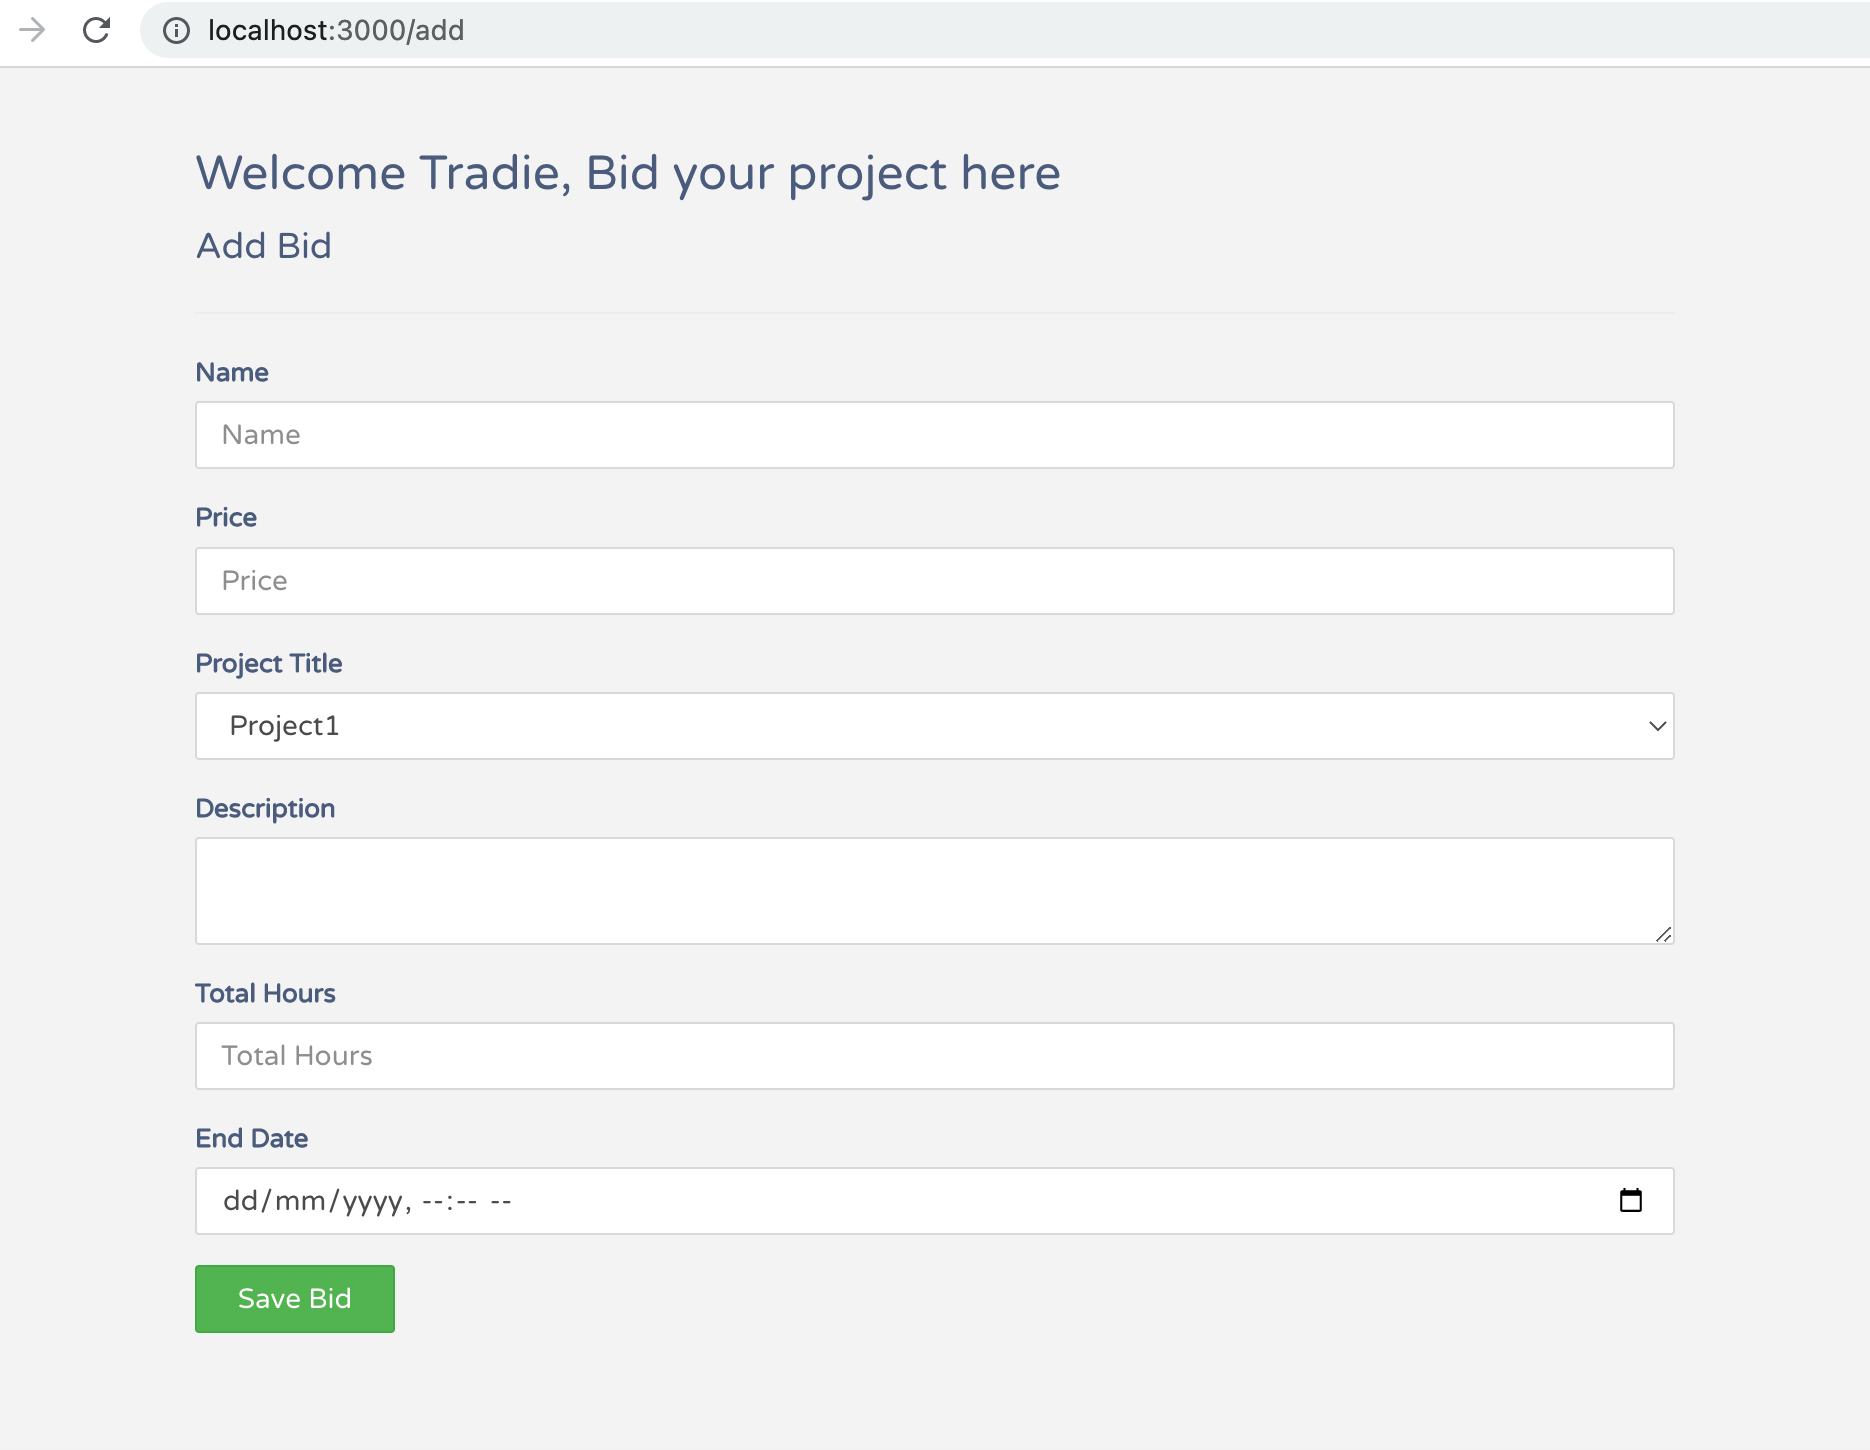 localhost:3000/add
Welcome Tradie, Bid your project here
Add Bid
Name
Name
Price
Price
Project Title
Project1
Description
Total Hours
Total Hours
End Date
dd/mm/yyyy, --:-- --
Save Bid